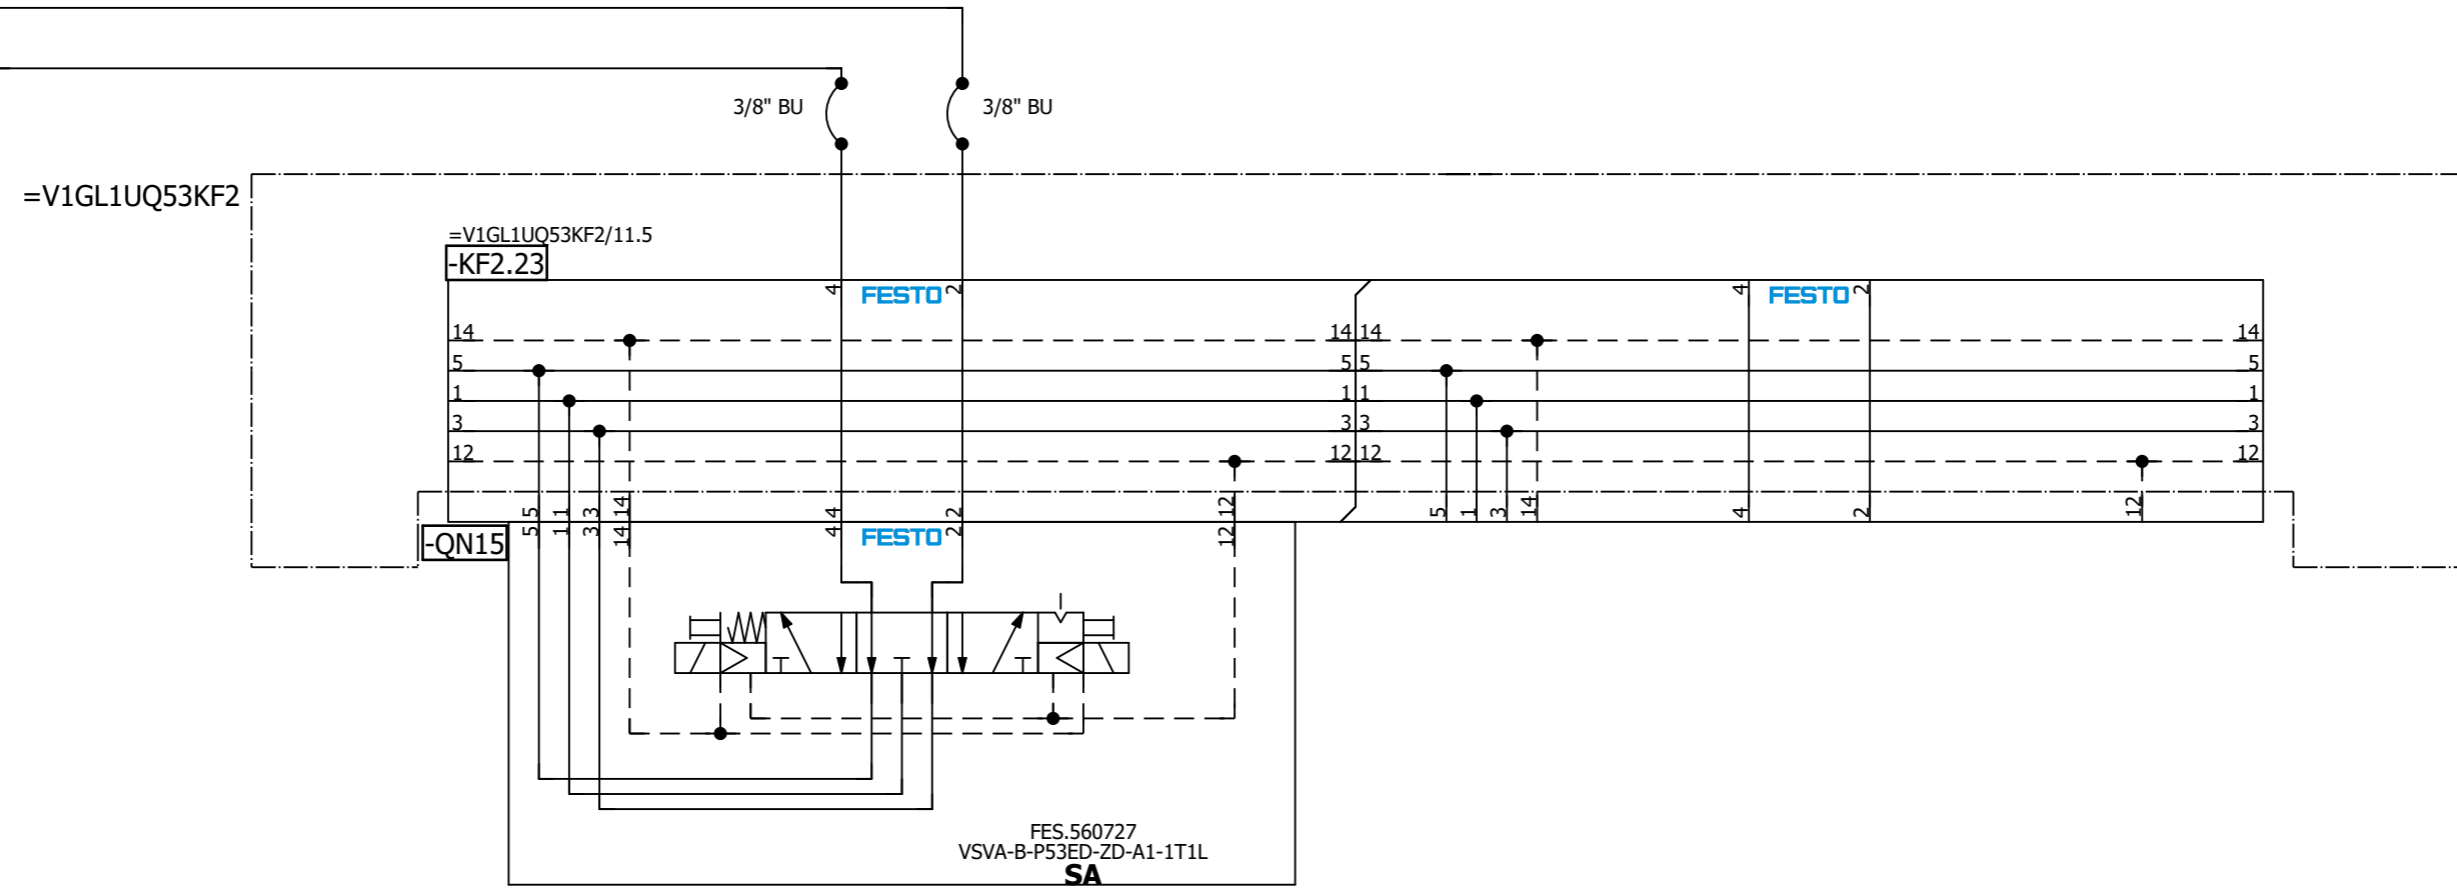 3/8" BU 3/8" BU
=V1GL1UQ53KF2
=V1GL1UQ53KF2/11.5
-KF2.23
4 FESTO 2 4 FESTO 2
14 14 14 14
5 5 5 5
1 1 1 1
3 3 3 3
12 12 12 12
5 1 3 14 4 2 12 5 1 3 14 4 2 12
-QN15
5 1 3 14 4 FESTO 2 12
FES.560727
VSVA-B-P53ED-ZD-A1-1T1L
SA